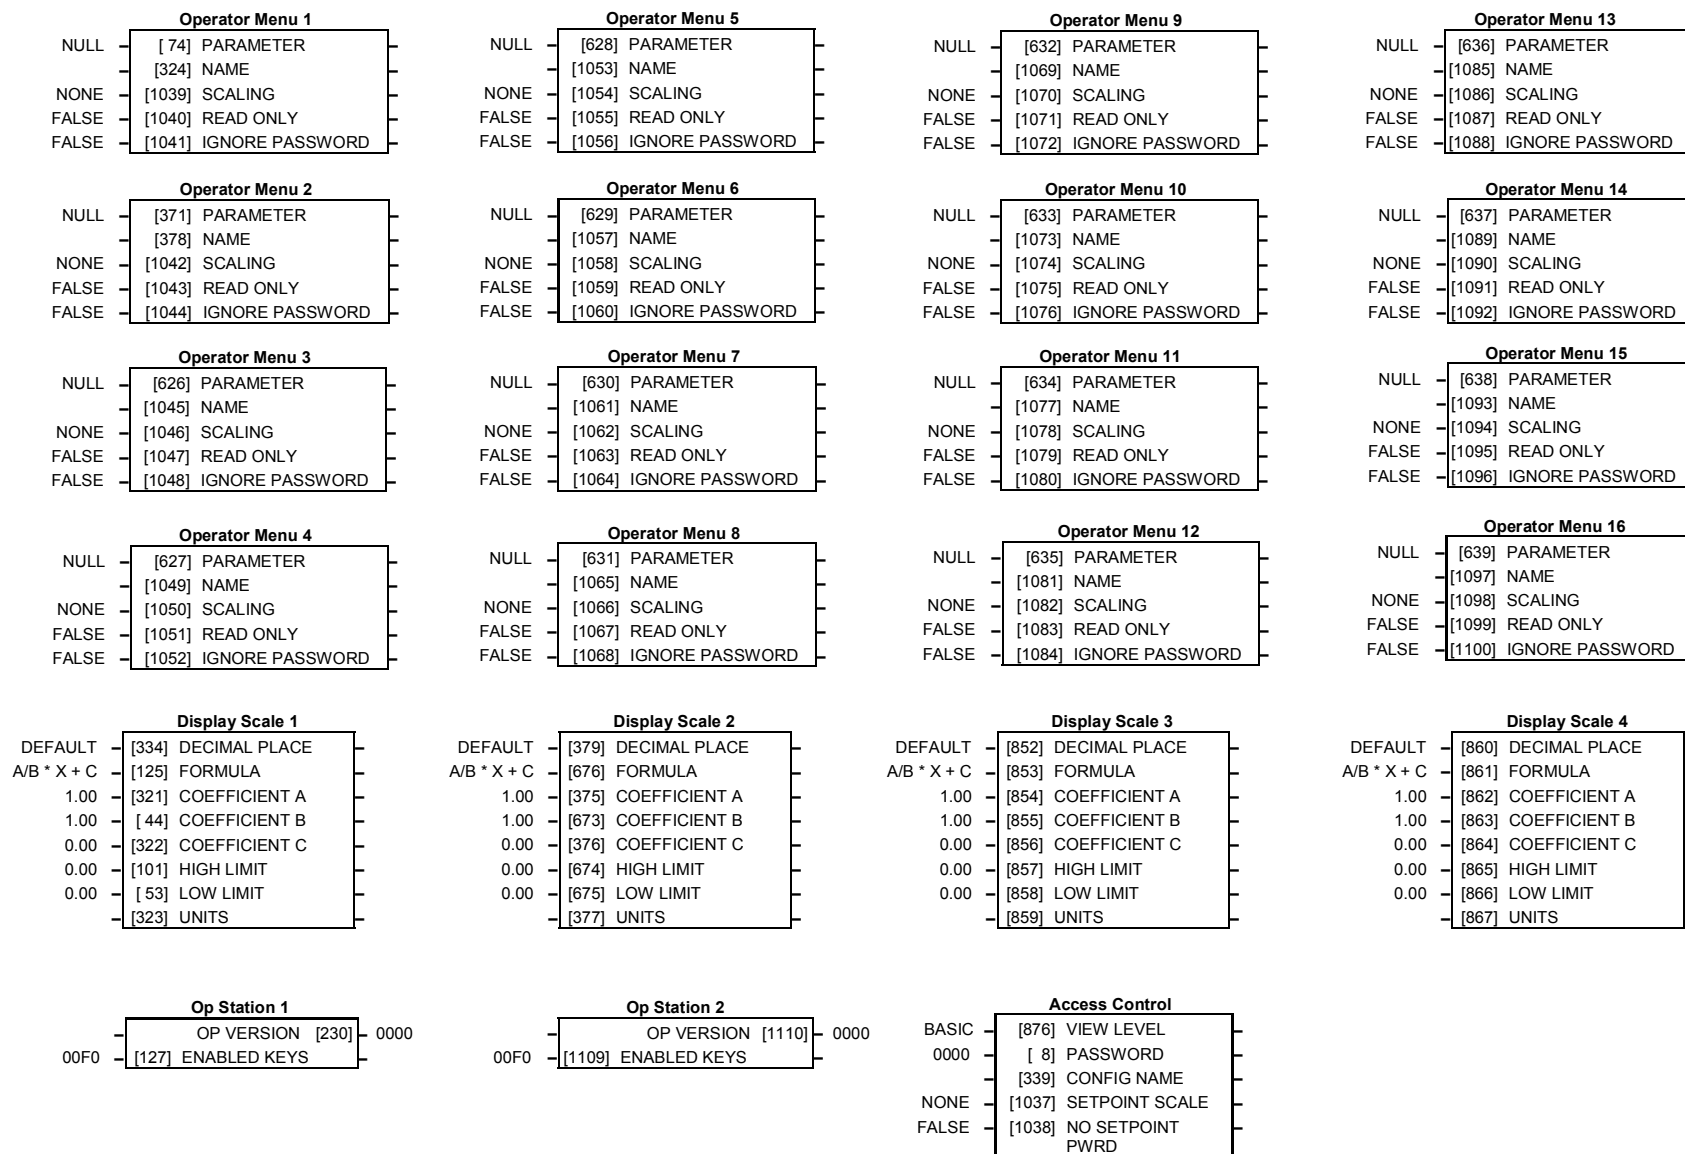 Operator Menu 1
NULL [ 74] PARAMETER
[324] NAME
NONE [1039] SCALING
FALSE [1040] READ ONLY
FALSE [1041] IGNORE PASSWORD
Operator Menu 5
NULL [628] PARAMETER
[1053] NAME
NONE [1054] SCALING
FALSE [1055] READ ONLY
FALSE [1056] IGNORE PASSWORD
Operator Menu 9
NULL [632] PARAMETER
[1069] NAME
NONE [1070] SCALING
FALSE [1071] READ ONLY
FALSE [1072] IGNORE PASSWORD
Operator Menu 13
NULL [636] PARAMETER
[1085] NAME
NONE [1086] SCALING
FALSE [1087] READ ONLY
FALSE [1088] IGNORE PASSWORD
Operator Menu 2
NULL [371] PARAMETER
[378] NAME
NONE [1042] SCALING
FALSE [1043] READ ONLY
FALSE [1044] IGNORE PASSWORD
Operator Menu 6
NULL [629] PARAMETER
[1057] NAME
NONE [1058] SCALING
FALSE [1059] READ ONLY
FALSE [1060] IGNORE PASSWORD
Operator Menu 10
NULL [633] PARAMETER
[1073] NAME
NONE [1074] SCALING
FALSE [1075] READ ONLY
FALSE [1076] IGNORE PASSWORD
Operator Menu 14
NULL [637] PARAMETER
[1089] NAME
NONE [1090] SCALING
FALSE [1091] READ ONLY
FALSE [1092] IGNORE PASSWORD
Operator Menu 3
NULL [626] PARAMETER
[1045] NAME
NONE [1046] SCALING
FALSE [1047] READ ONLY
FALSE [1048] IGNORE PASSWORD
Operator Menu 7
NULL [630] PARAMETER
[1061] NAME
NONE [1062] SCALING
FALSE [1063] READ ONLY
FALSE [1064] IGNORE PASSWORD
Operator Menu 11
NULL [634] PARAMETER
[1077] NAME
NONE [1078] SCALING
FALSE [1079] READ ONLY
FALSE [1080] IGNORE PASSWORD
Operator Menu 15
NULL [638] PARAMETER
[1093] NAME
NONE [1094] SCALING
FALSE [1095] READ ONLY
FALSE [1096] IGNORE PASSWORD
Operator Menu 4
NULL [627] PARAMETER
[1049] NAME
NONE [1050] SCALING
FALSE [1051] READ ONLY
FALSE [1052] IGNORE PASSWORD
Operator Menu 8
NULL [631] PARAMETER
[1065] NAME
NONE [1066] SCALING
FALSE [1067] READ ONLY
FALSE [1068] IGNORE PASSWORD
Operator Menu 12
NULL [635] PARAMETER
[1081] NAME
NONE [1082] SCALING
FALSE [1083] READ ONLY
FALSE [1084] IGNORE PASSWORD
Operator Menu 16
NULL [639] PARAMETER
[1097] NAME
NONE [1098] SCALING
FALSE [1099] READ ONLY
FALSE [1100] IGNORE PASSWORD
Display Scale 1
DEFAULT [334] DECIMAL PLACE
A/B * X + C [125] FORMULA
1.00 [321] COEFFICIENT A
1.00 [ 44] COEFFICIENT B
0.00 [322] COEFFICIENT C
0.00 [101] HIGH LIMIT
0.00 [ 53] LOW LIMIT
[323] UNITS
Display Scale 2
DEFAULT [379] DECIMAL PLACE
A/B * X + C [676] FORMULA
1.00 [375] COEFFICIENT A
1.00 [673] COEFFICIENT B
0.00 [376] COEFFICIENT C
0.00 [674] HIGH LIMIT
0.00 [675] LOW LIMIT
[377] UNITS
Display Scale 3
DEFAULT [852] DECIMAL PLACE
A/B * X + C [853] FORMULA
1.00 [854] COEFFICIENT A
1.00 [855] COEFFICIENT B
0.00 [856] COEFFICIENT C
0.00 [857] HIGH LIMIT
0.00 [858] LOW LIMIT
[859] UNITS
Display Scale 4
DEFAULT [860] DECIMAL PLACE
A/B * X + C [861] FORMULA
1.00 [862] COEFFICIENT A
1.00 [863] COEFFICIENT B
0.00 [864] COEFFICIENT C
0.00 [865] HIGH LIMIT
0.00 [866] LOW LIMIT
[867] UNITS
Op Station 1
OP VERSION [230] 0000
00F0 [127] ENABLED KEYS
Op Station 2
OP VERSION [1110] 0000
00F0 [1109] ENABLED KEYS
Access Control
BASIC [876] VIEW LEVEL
0000 [ 8] PASSWORD
[339] CONFIG NAME
NONE [1037] SETPOINT SCALE
FALSE [1038] NO SETPOINT
PWRD